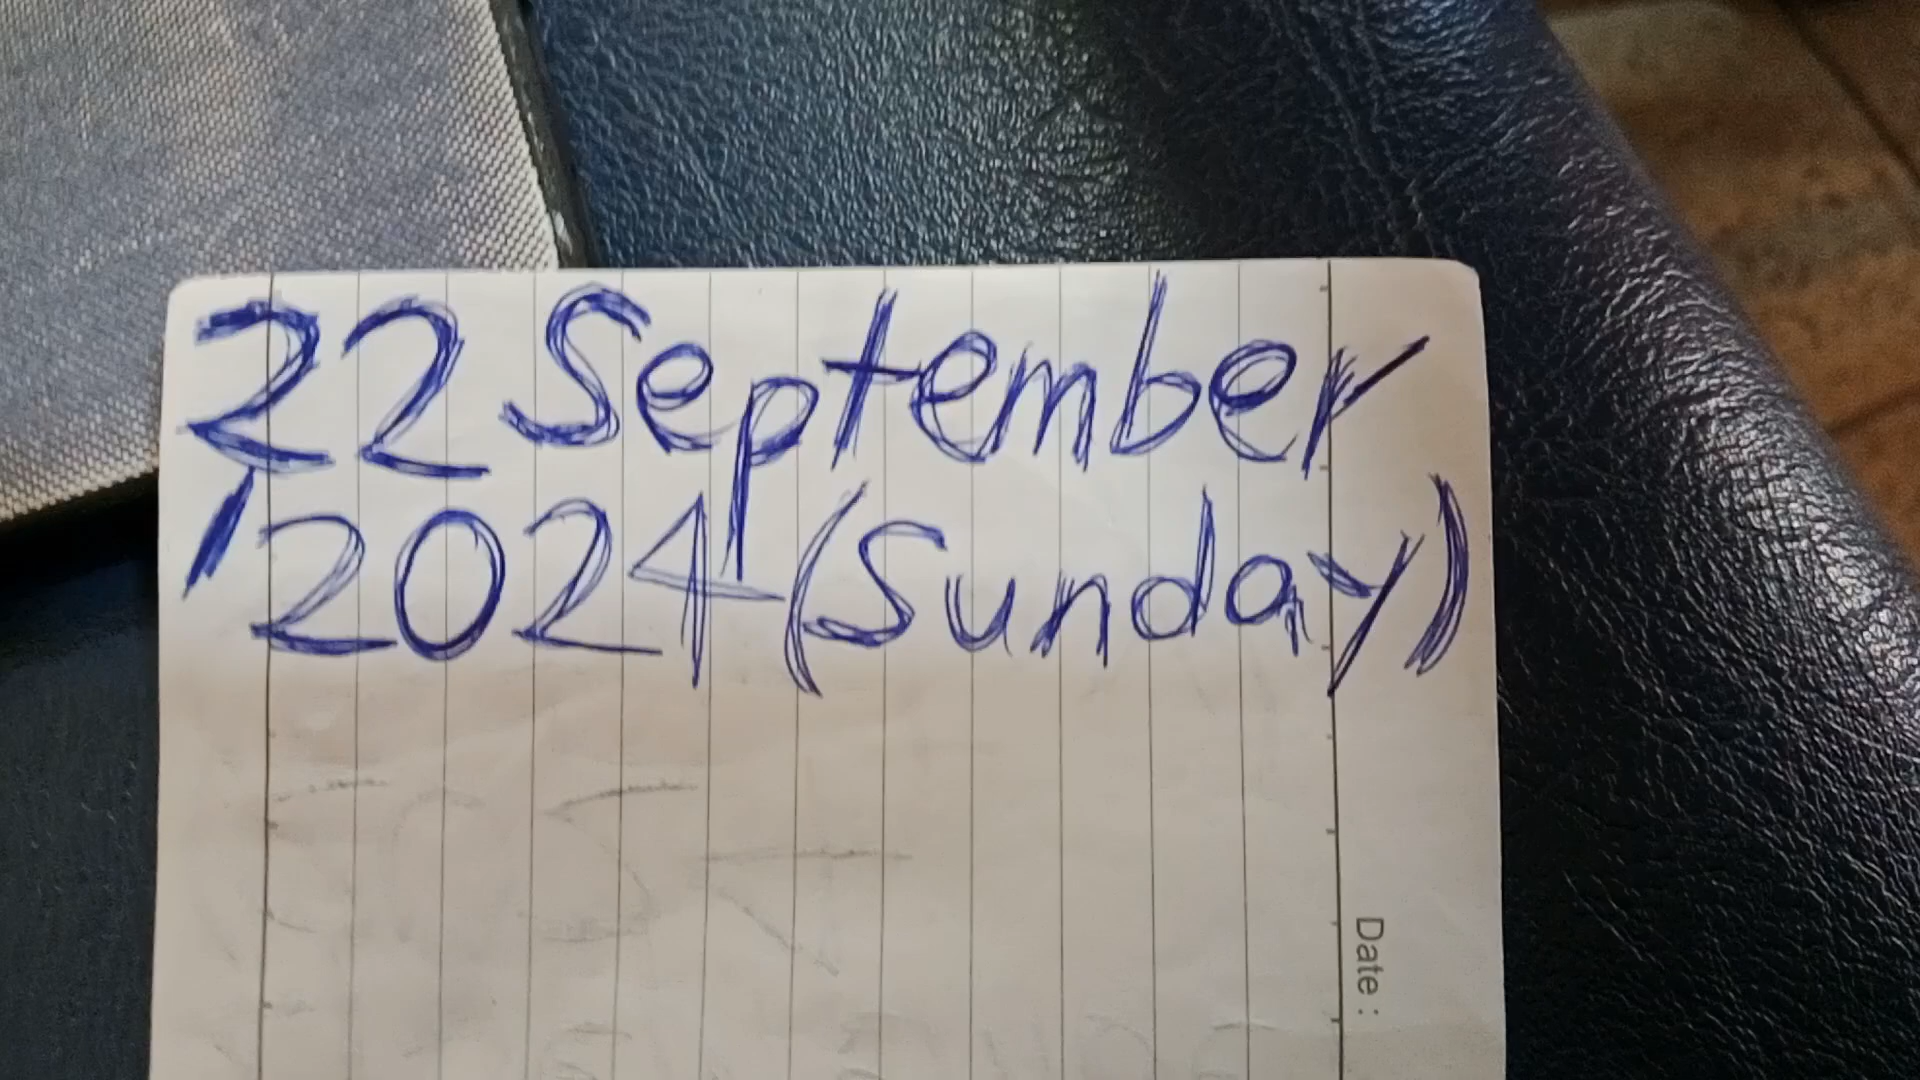 22 September
, 2024 (Sunday)
Date :